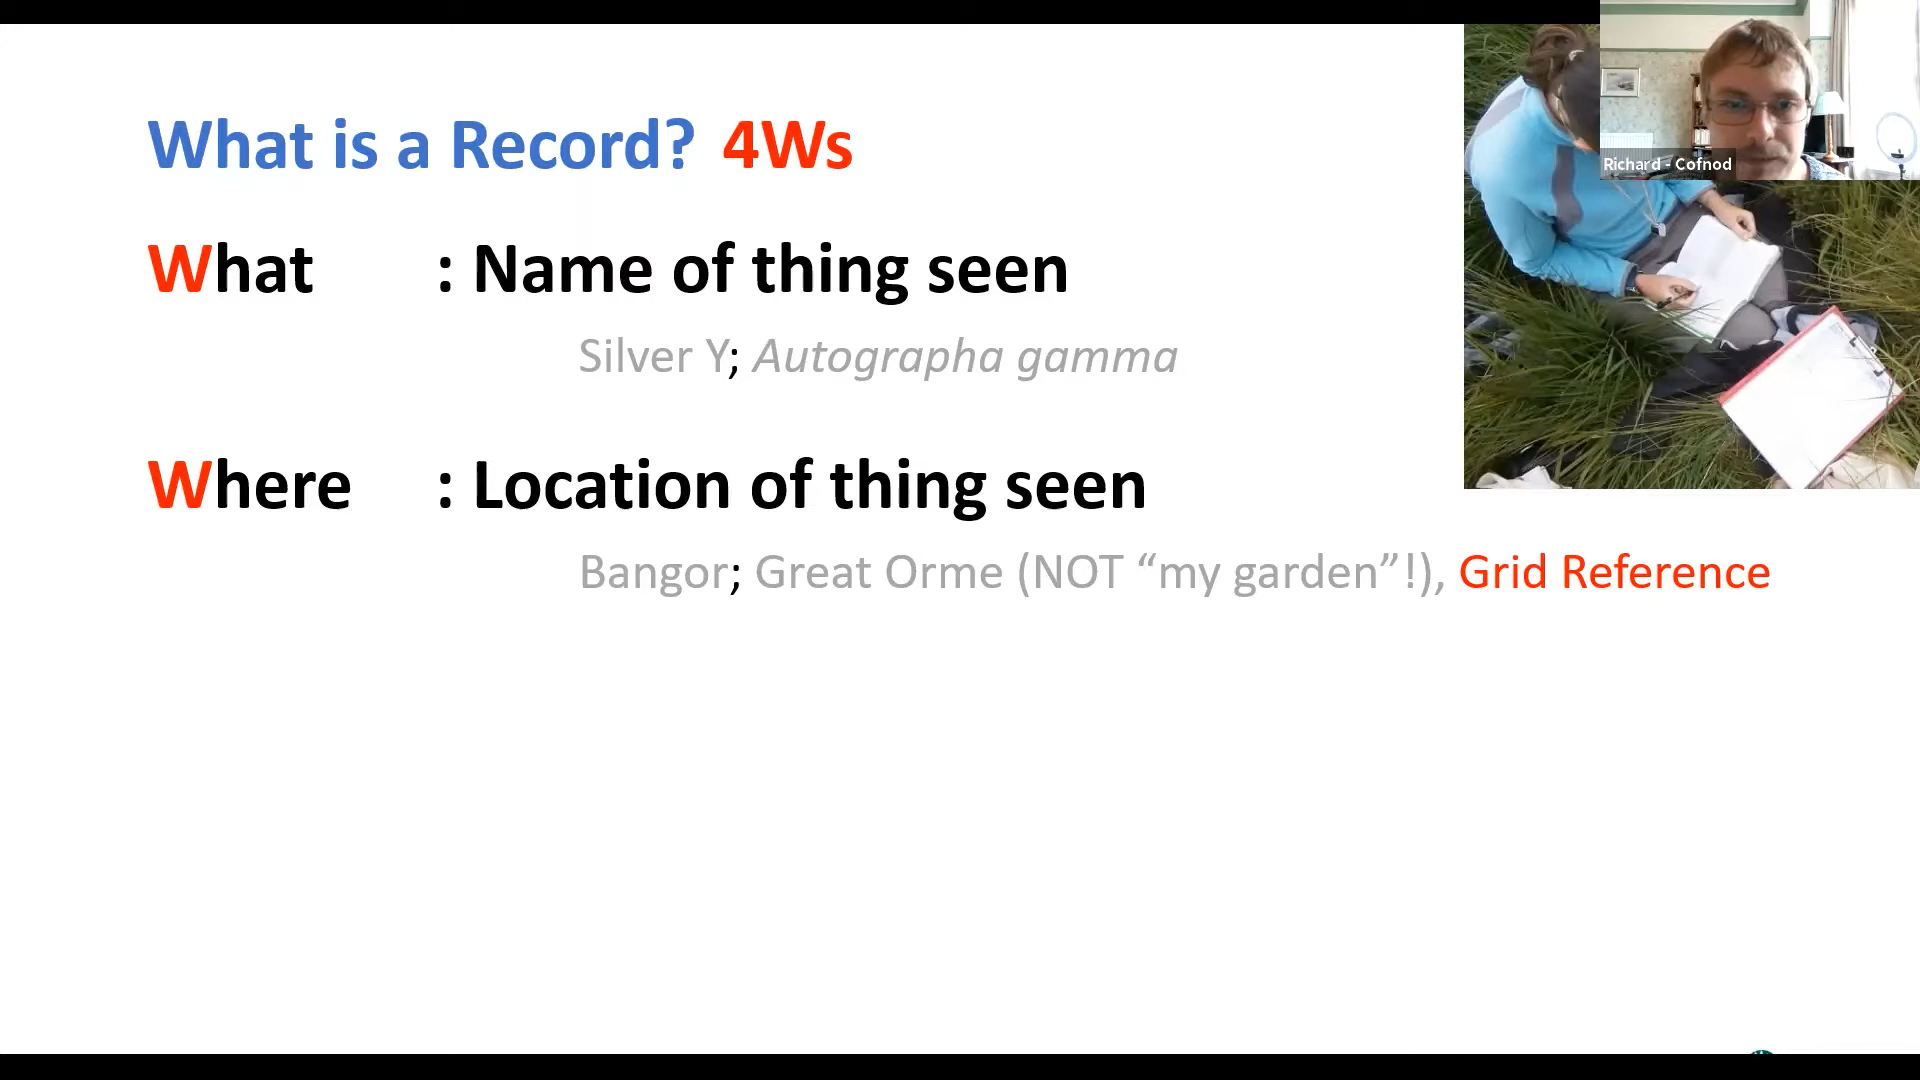 What is a Record? 4Ws
What : Name of thing seen
Silver Y; Autographa gamma
Where : Location of thing seen
Bangor; Great Orme (NOT “my garden”!), Grid Reference
Richard - Cofnod